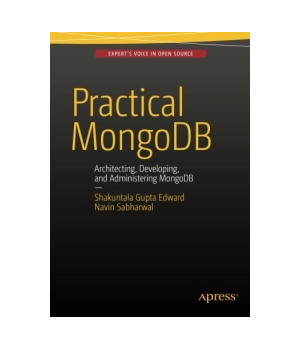 EXPERT'S VOICE IN OPEN SOURCE
Practical
MongoDB
Architecting, Developing,
and Administering MongoDB
—
Shakuntala Gupta Edward
Navin Sabharwal
Apress®